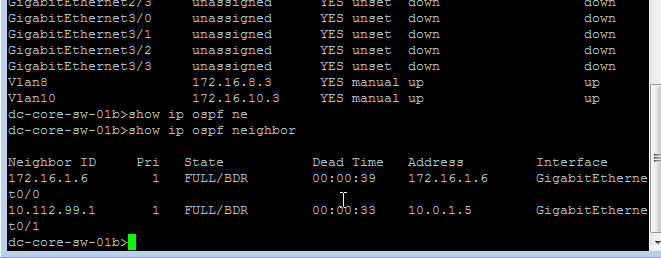 GigabitEthernet2/3 unassigned YES unset down down
GigabitEthernet3/0 unassigned YES unset down down
GigabitEthernet3/1 unassigned YES unset down down
GigabitEthernet3/2 unassigned YES unset down down
GigabitEthernet3/3 unassigned YES unset down down
Vlan8 172.16.8.3 YES manual up up
Vlan10 172.16.10.3 YES manual up up
dc-core-sw-01b>show ip ospf ne
dc-core-sw-01b>show ip ospf neighbor
Neighbor ID Pri State Dead Time Address Interface
172.16.1.6 1 FULL/BDR 00:00:39 172.16.1.6 GigabitEtherne
t0/0
10.112.99.1 1 FULL/BDR 00:00:33 10.0.1.5 GigabitEtherne
t0/1
dc-core-sw-01b>